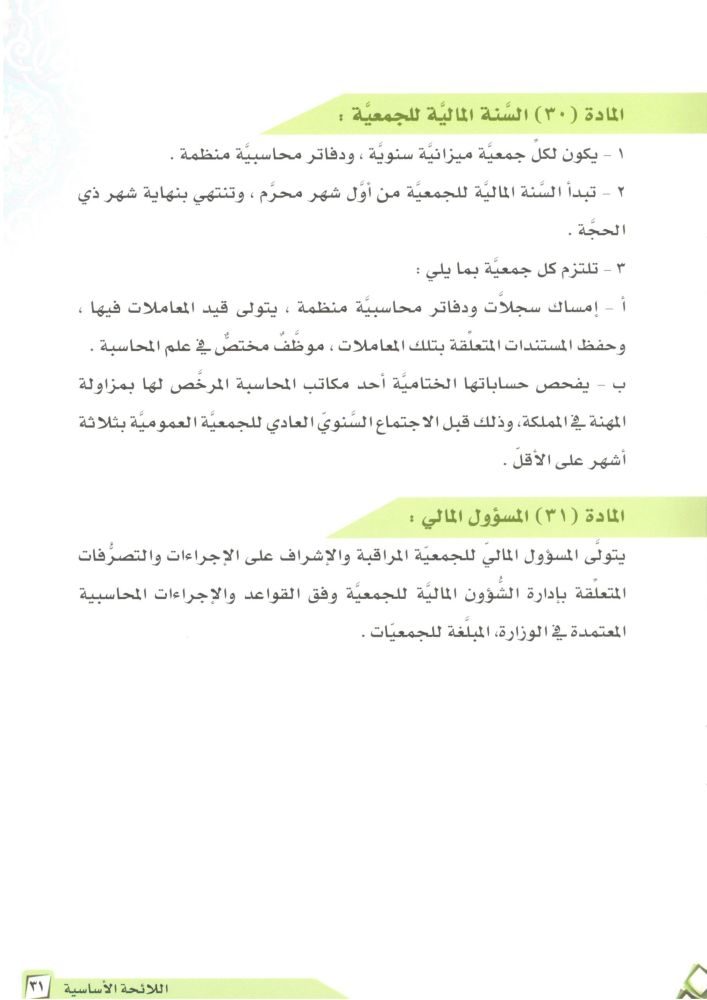 المادة (٣٠) السَّنة الماليَّة للجمعيَّة :
١ - يكون لكلِّ جمعيَّة ميزانيَّة سنويَّة ، ودفاتر محاسبيَّة منظمة .
٢ - تبدأ السَّنة الماليَّة للجمعيَّة من أوَّل شهر محرَّم ، وتنتهي بنهاية شهر ذي
الحجَّة .
٣ - تلتزم كل جمعيَّة بما يلي :
أ - إمساك سجلاَّت ودفاتر محاسبيَّة منظمة ، يتولى قيد المعاملات فيها ،
وحفظ المستندات المتعلِّقة بتلك المعاملات ، موظَّفٌ مختصٌّ في علم المحاسبة .
ب - يفحص حساباتها الختاميَّة أحد مكاتب المحاسبة المرخَّص لها بمزاولة
المهنة في المملكة، وذلك قبل الاجتماع السَّنويّ العادي للجمعيَّة العموميَّة بثلاثة
أشهر على الأقلّ .
المادة (٣١) المسؤول المالي :
يتولَّى المسؤول الماليّ للجمعيّة المراقبة والإشراف على الإجراءات والتصرُّفات
المتعلِّقة بإدارة الشُّؤون الماليَّة للجمعيَّة وفق القواعد والإجراءات المحاسبية
المعتمدة في الوزارة، المبلَّغة للجمعيّات .
اللائحة الأساسية ٣١